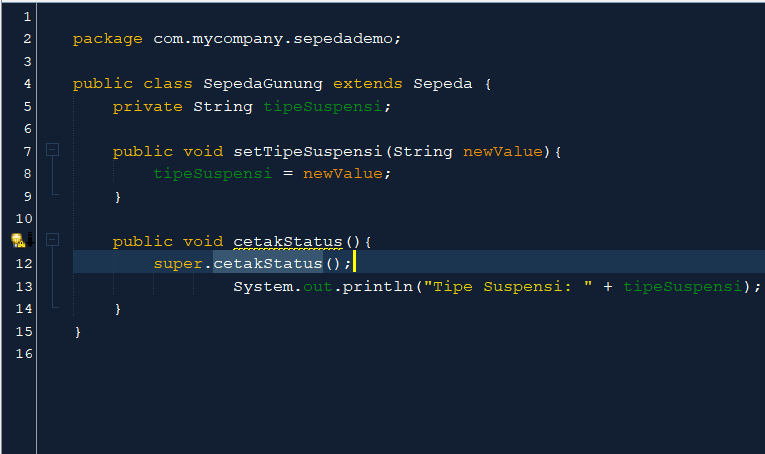 1
2 package com.mycompany.sepedademo;
3
4 public class SepedaGunung extends Sepeda {
5 private String tipeSuspensi;
6
7 public void setTipeSuspensi(String newValue){
8 tipeSuspensi = newValue;
9 }
10
public void cetakStatus(){
12 super.cetakStatus();
13 System.out.println("Tipe Suspensi: " + tipeSuspensi);
14 }
15 }
16